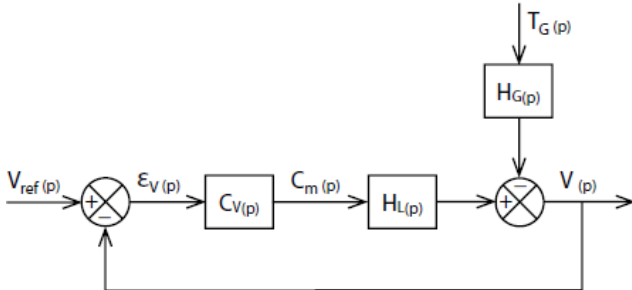 T_G(p)
H_G(p)
V_ref(p)
+
−
ε_V(p)
C_V(p)
C_m(p)
H_L(p)
+
−
V(p)